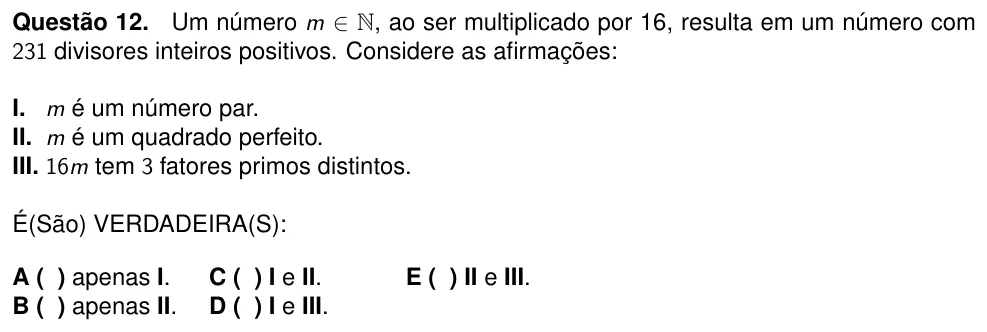 Questão 12. Um número m ∈ ℕ, ao ser multiplicado por 16, resulta em um número com
231 divisores inteiros positivos. Considere as afirmações:
I. m é um número par.
II. m é um quadrado perfeito.
III. 16m tem 3 fatores primos distintos.
É(São) VERDADEIRA(S):
A ( ) apenas I. C ( ) I e II. E ( ) II e III.
B ( ) apenas II. D ( ) I e III.